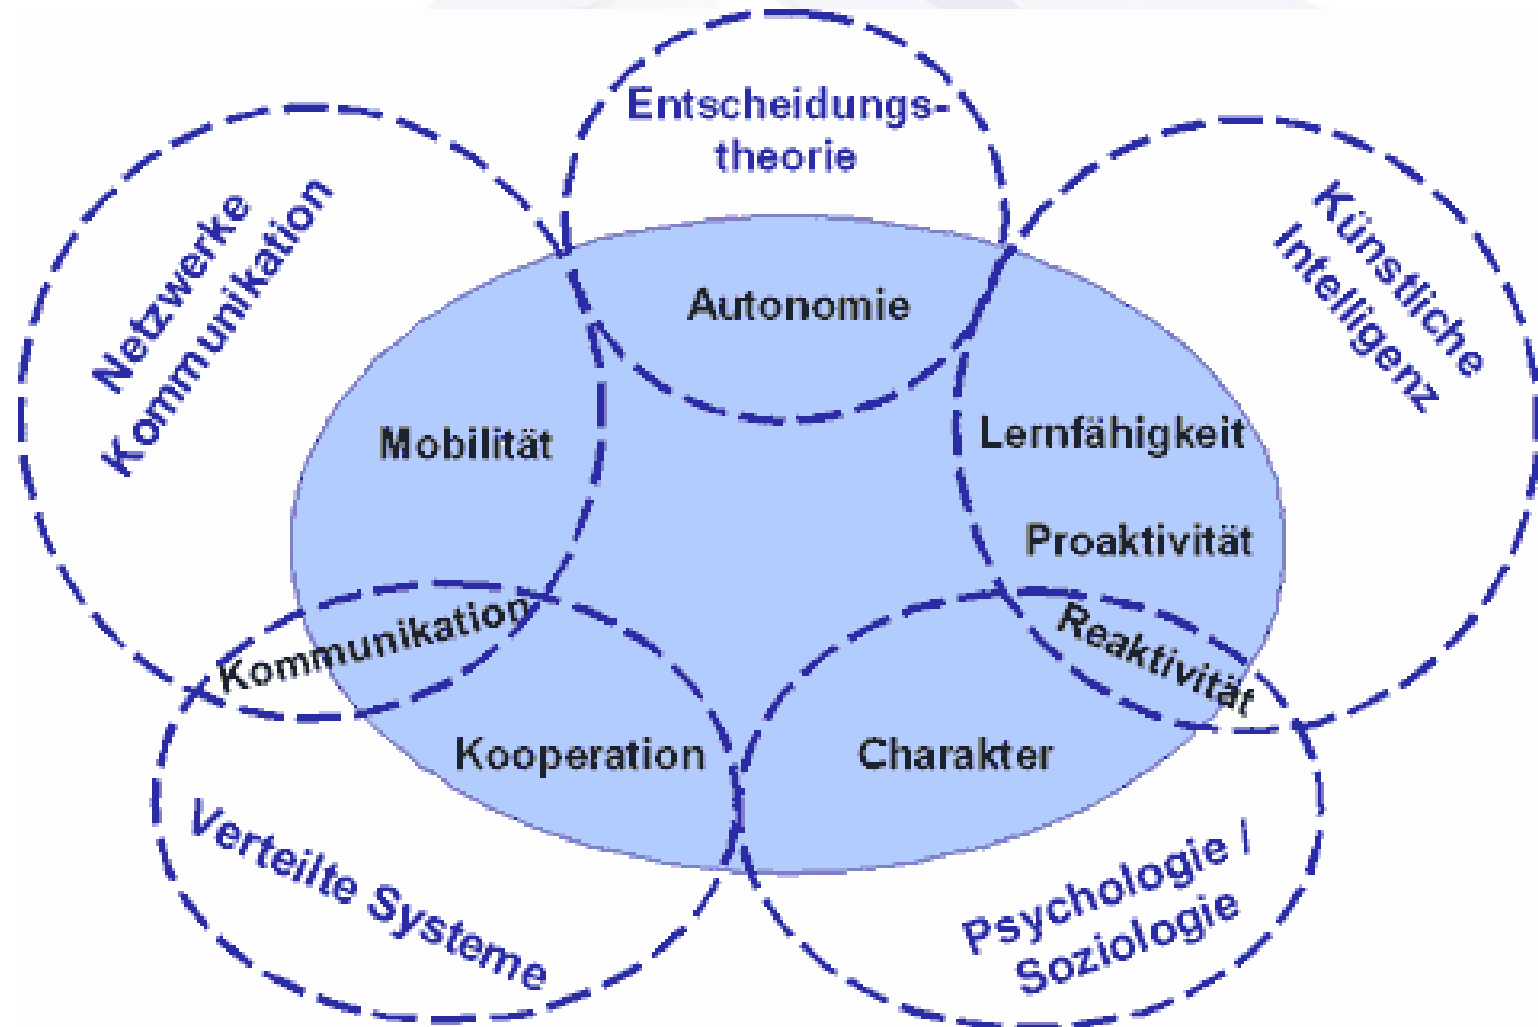 Entscheidungs-
theorie
Netzwerke
Kommunikation
Künstliche
Intelligenz
Autonomie
Mobilität
Lernfähigkeit
Proaktivität
Kommunikation
Reaktivität
Kooperation
Charakter
Verteilte Systeme
Psychologie /
Soziologie